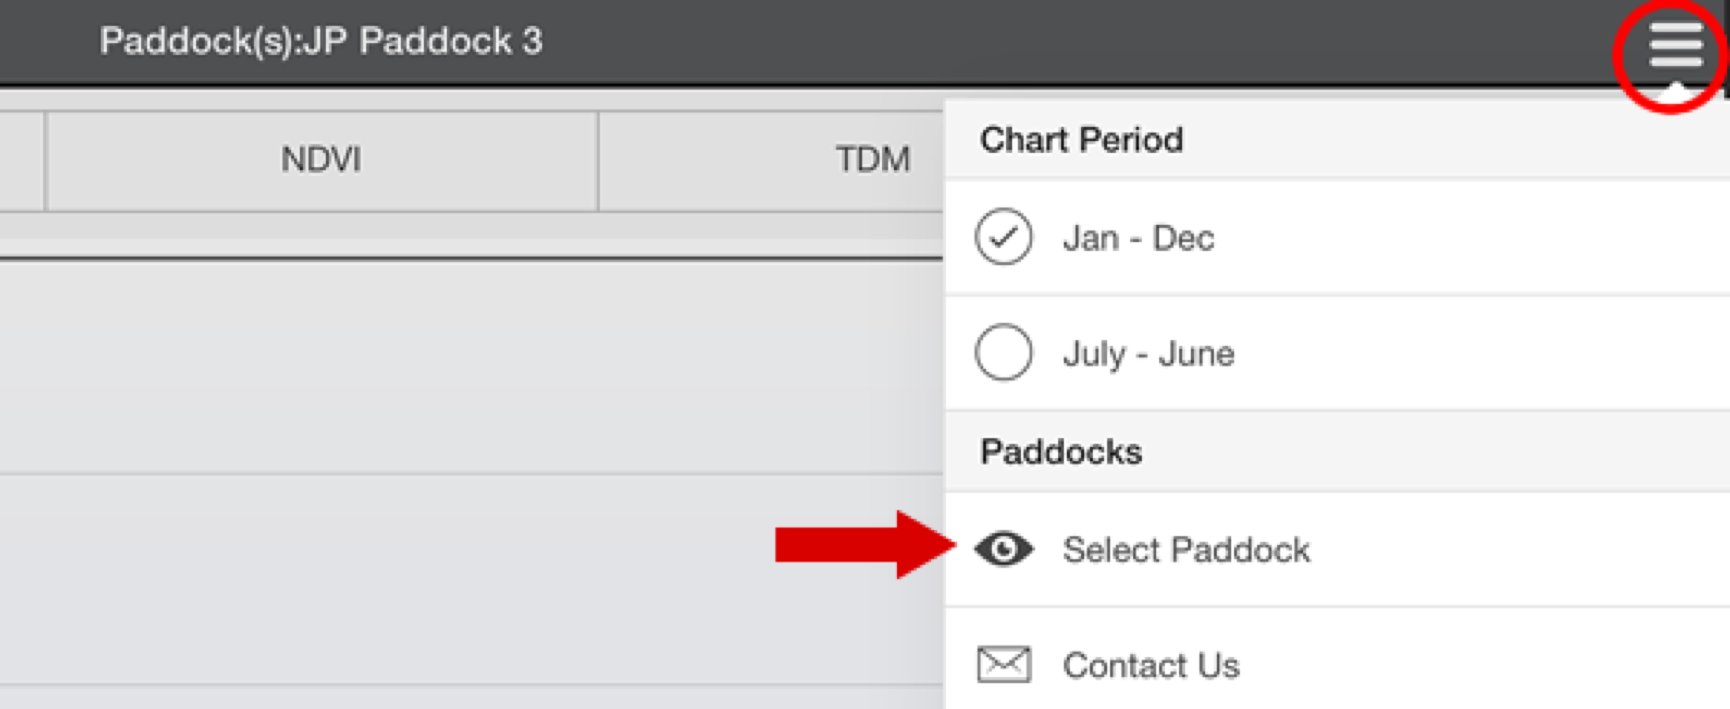 Paddock(s):JP Paddock 3
NDVI
TDM
Chart Period
Jan - Dec
July - June
Paddocks
Select Paddock
Contact Us